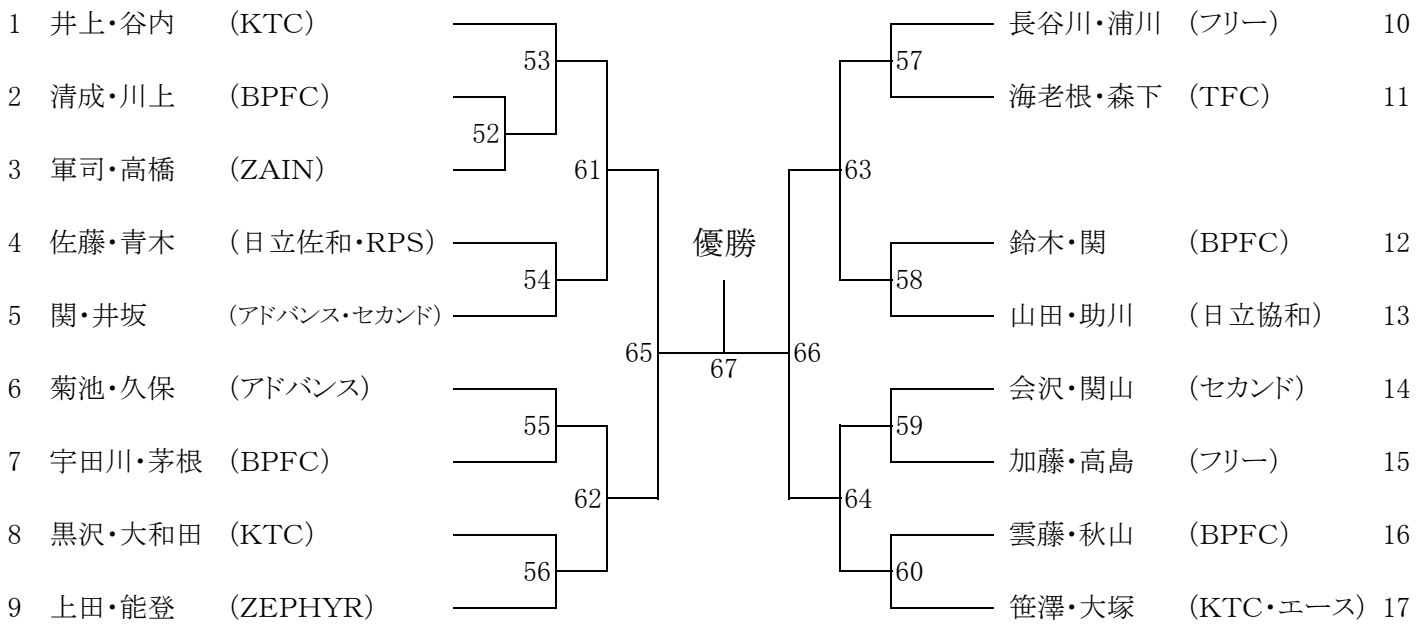 1 井上・谷内 (KTC) 長谷川・浦川 (フリー) 10
53 57
2 清成・川上 (BPFC) 海老根・森下 (TFC) 11
52
3 軍司・高橋 (ZAIN) 61 63
4 佐藤・青木 (日立佐和・RPS) 優勝 鈴木・関 (BPFC) 12
54 58
5 関・井坂 (アドバンス・セカンド) 山田・助川 (日立協和) 13
65 67 66
6 菊池・久保 (アドバンス) 会沢・関山 (セカンド) 14
55 59
7 宇田川・茅根 (BPFC) 加藤・高島 (フリー) 15
62 64
8 黒沢・大和田 (KTC) 雲藤・秋山 (BPFC) 16
56 60
9 上田・能登 (ZEPHYR) 笹澤・大塚 (KTC・エース) 17